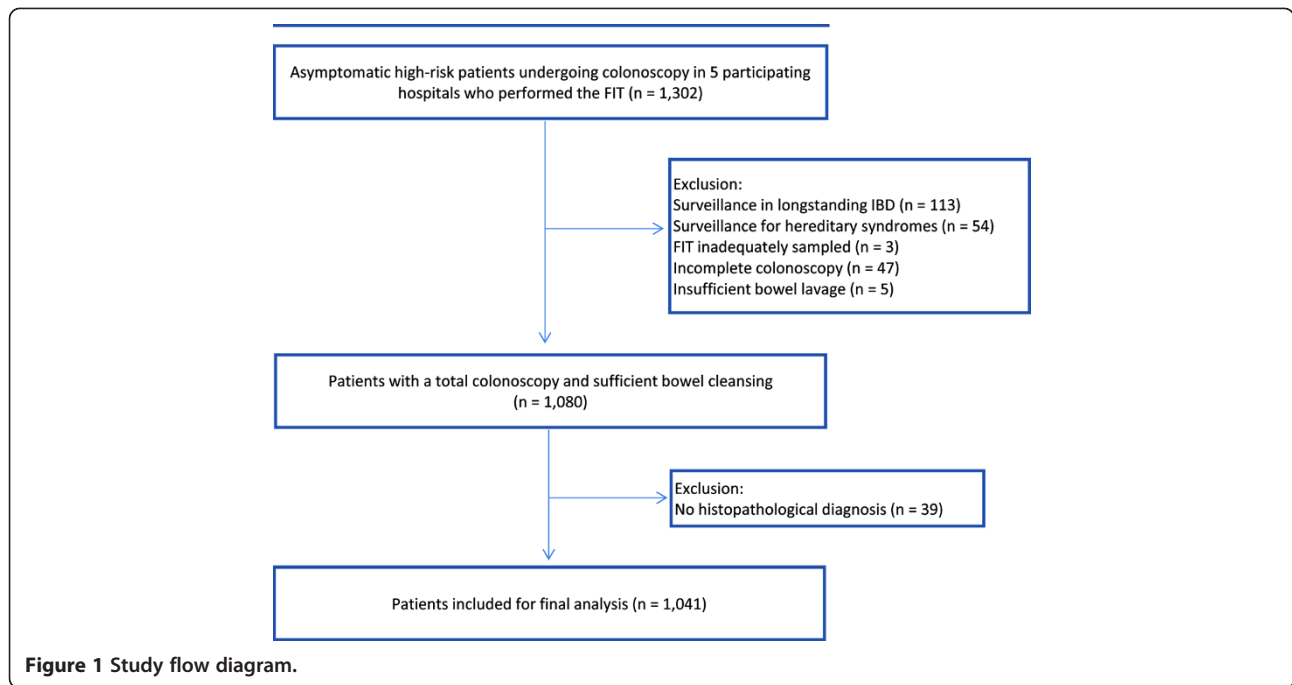 Asymptomatic high-risk patients undergoing colonoscopy in 5 participating
hospitals who performed the FIT (n = 1,302)
Exclusion:
Surveillance in longstanding IBD (n = 113)
Surveillance for hereditary syndromes (n = 54)
FIT inadequately sampled (n = 3)
Incomplete colonoscopy (n = 47)
Insufficient bowel lavage (n = 5)
Patients with a total colonoscopy and sufficient bowel cleansing
(n = 1,080)
Exclusion:
No histopathological diagnosis (n = 39)
Patients included for final analysis (n = 1,041)
Figure 1 Study flow diagram.